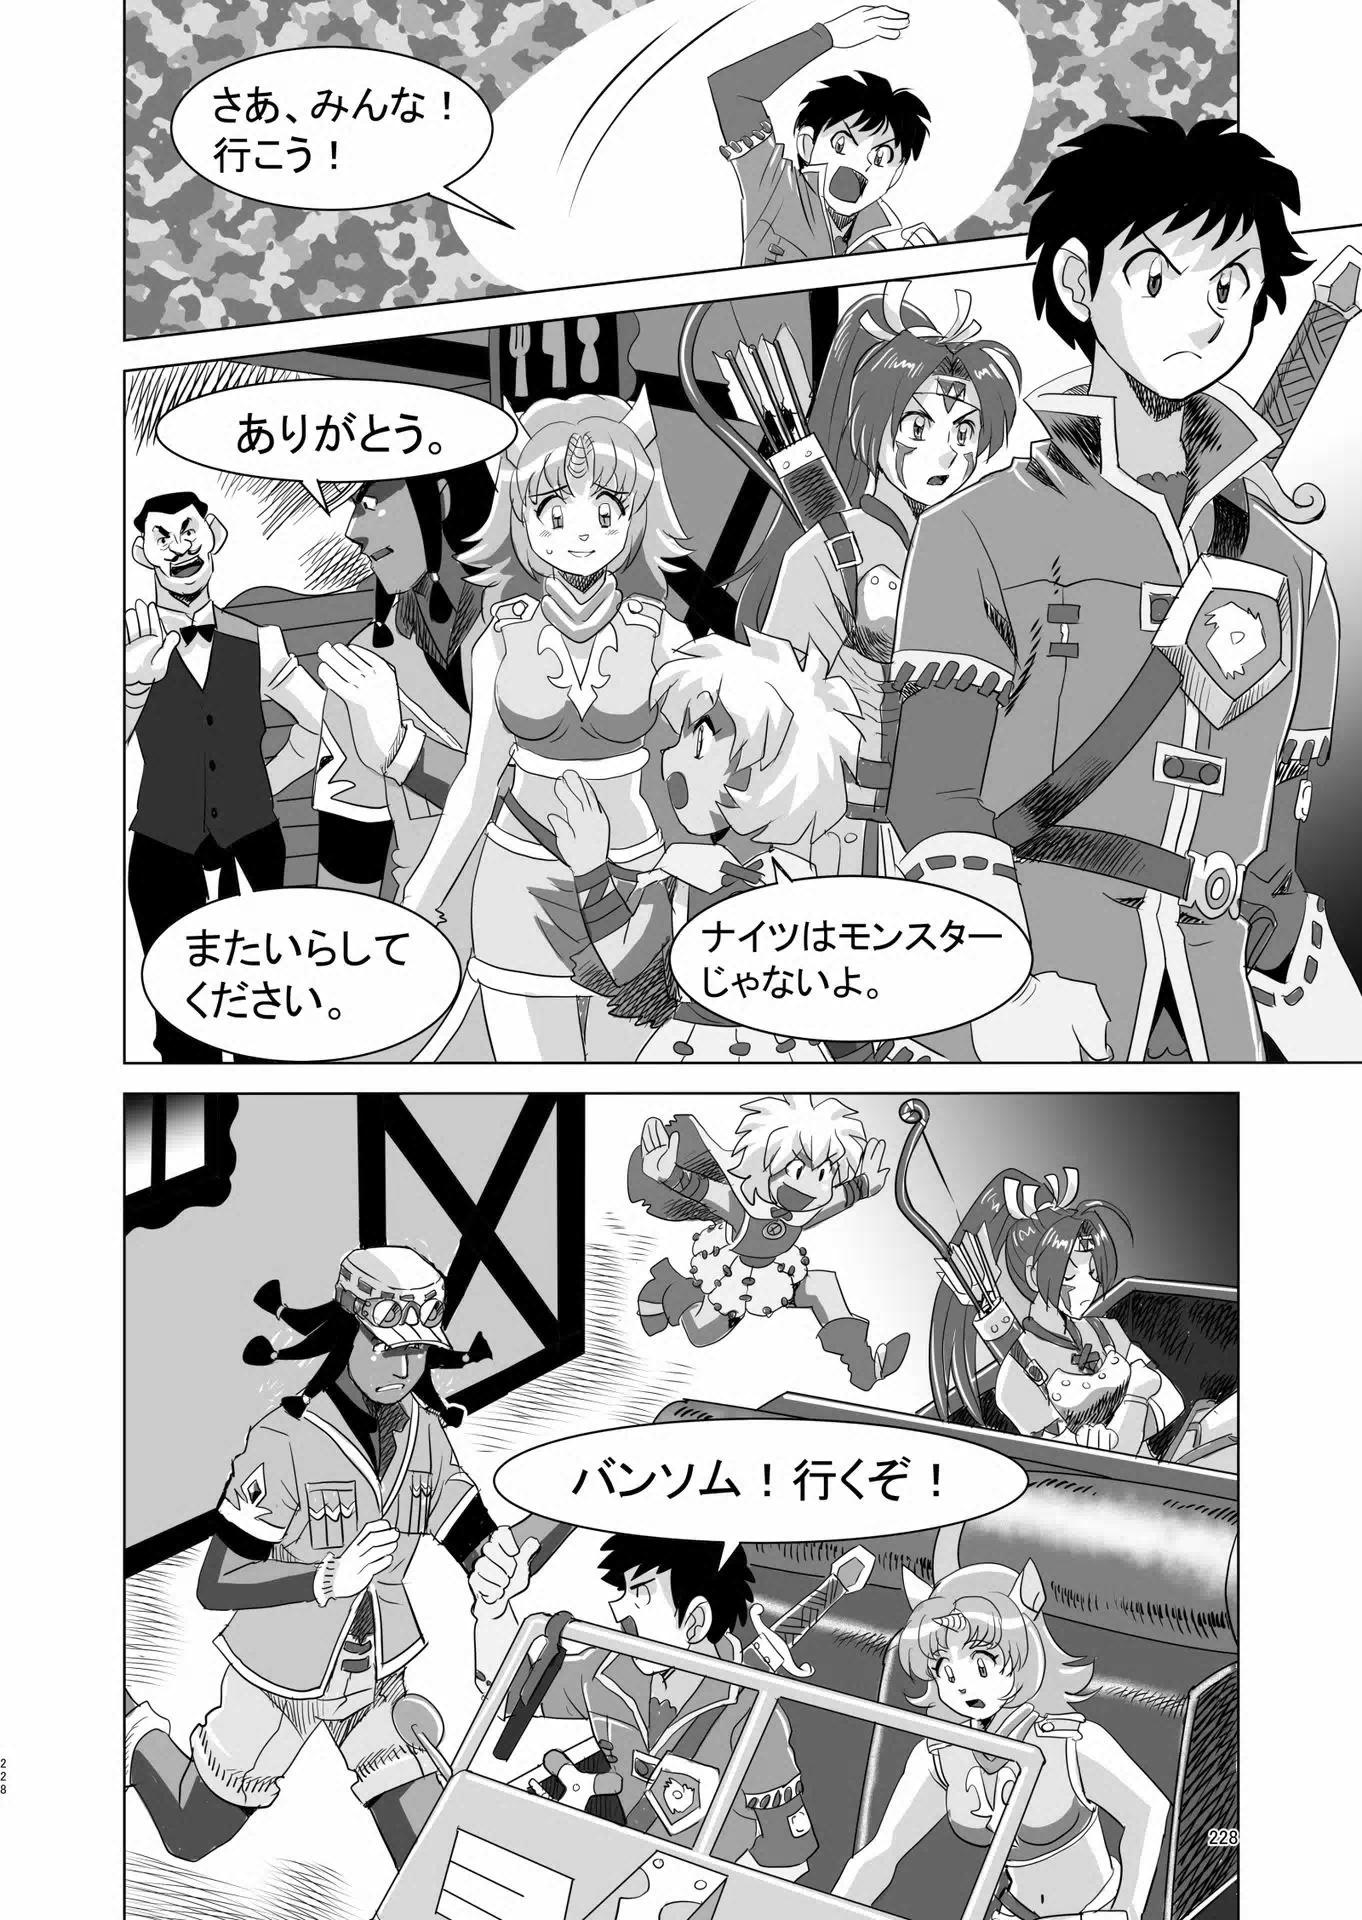 さあ、みんな！
行こう！
ありがとう。
ナイツはモンスター
じゃないよ。
またいらして
ください。
バンソム！行くぞ！
228
228